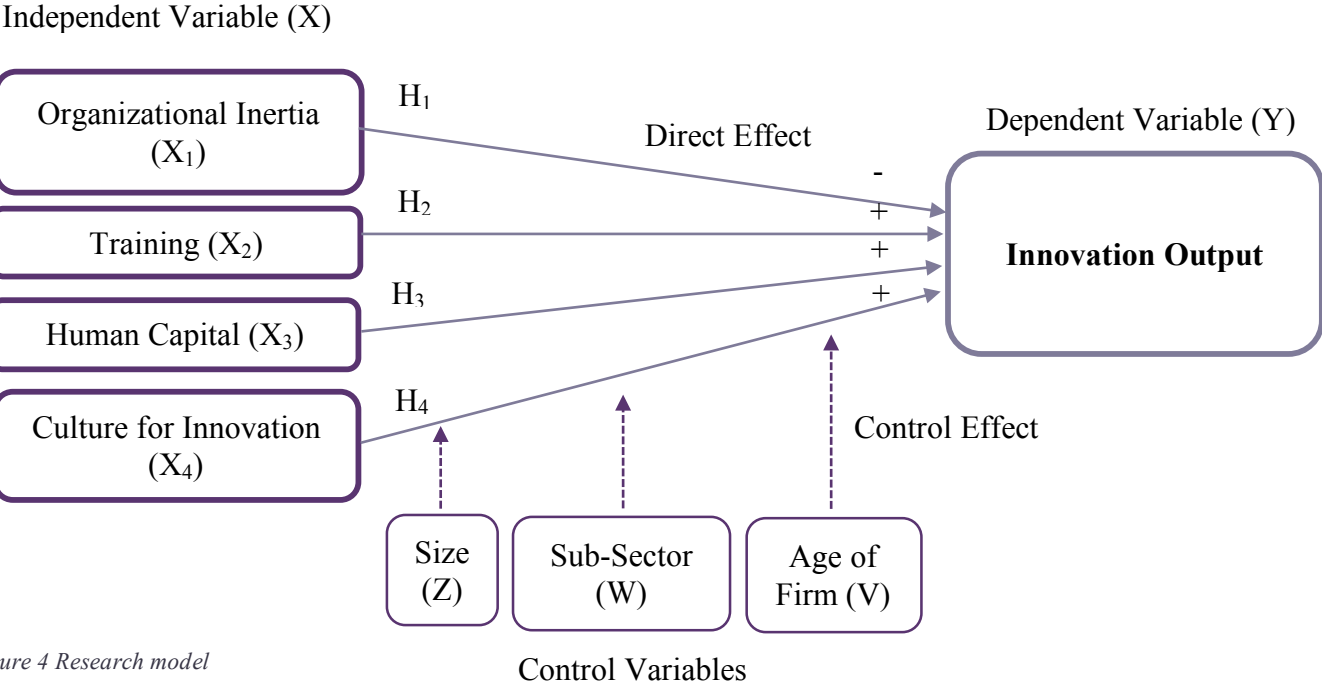 Independent Variable (X)
Organizational Inertia
(X₁)
H₁
Direct Effect
Dependent Variable (Y)
-
Training (X₂)
H₂
+
Innovation Output
+
Human Capital (X₃)
H₃
+
Culture for Innovation
(X₄)
H₄
Control Effect
Size
(Z)
Sub-Sector
(W)
Age of
Firm (V)
ure 4 Research model
Control Variables